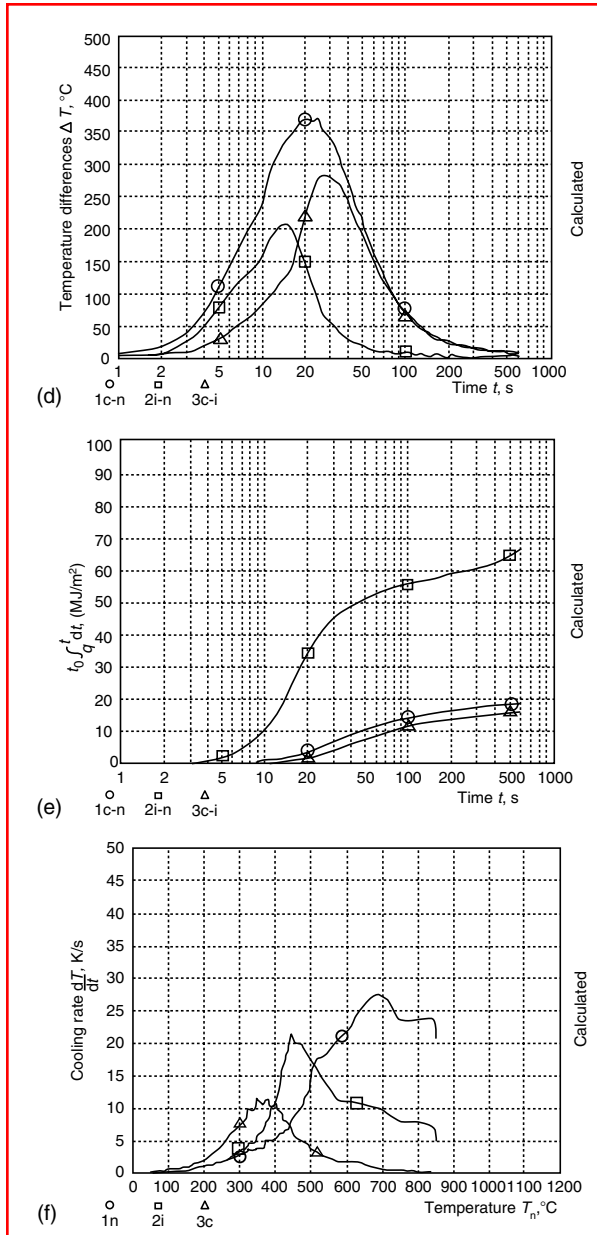 500
450
400
350
300
250
200
150
100
50
0
Temperature differences Δ T, °C
Calculated
1 2 5 10 20 50 100 200 500 1000
Time t, s
(d)
1c-n 2i-n 3c-i
100
90
80
70
60
50
40
30
20
10
0
t0 ∫q t dt, (MJ/m²)
Calculated
1 2 5 10 20 50 100 200 500 1000
Time t, s
(e)
1c-n 2i-n 3c-i
50
45
40
35
30
25
20
15
10
5
0
Cooling rate dT/dt, K/s
Calculated
0 100 200 300 400 500 600 700 800 900 1000 1100 1200
Temperature Tn,°C
(f)
1n 2i 3c